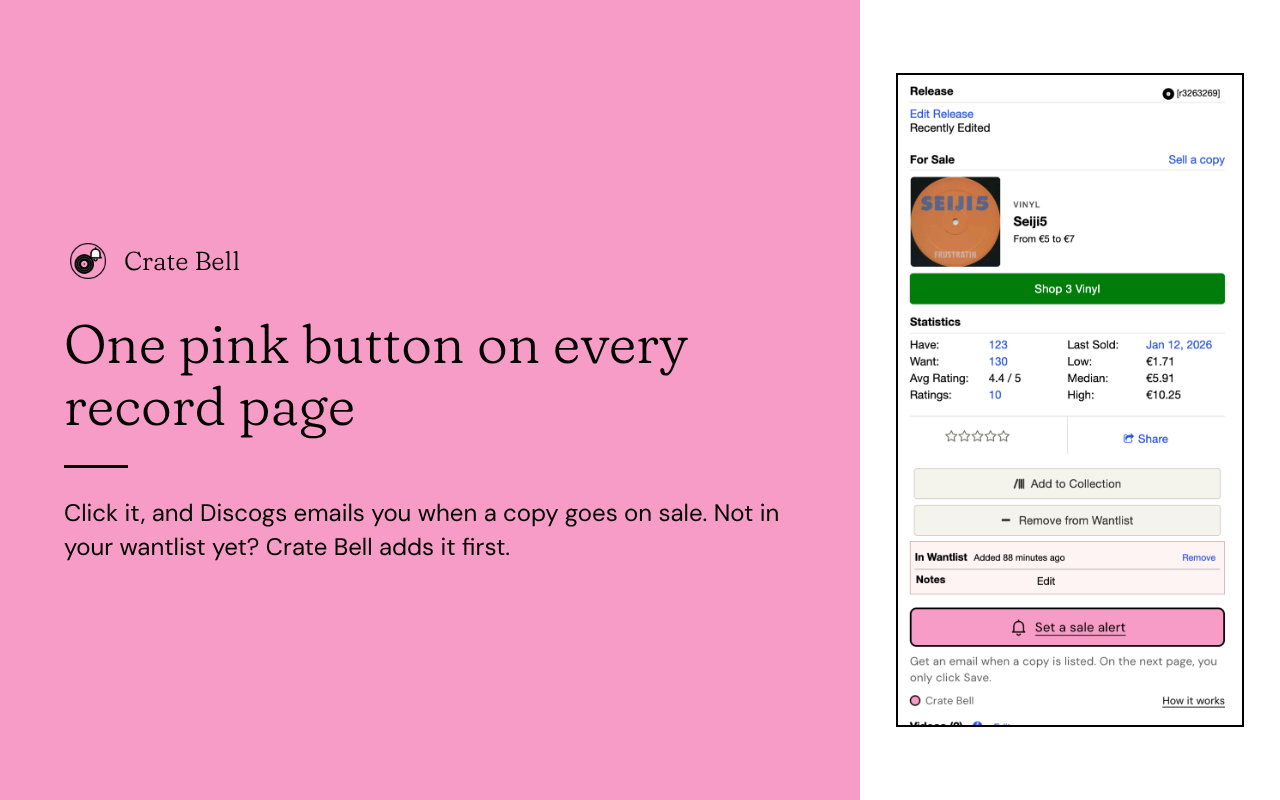 Crate Bell
One pink button on every
record page
Click it, and Discogs emails you when a copy goes on sale. Not in
your wantlist yet? Crate Bell adds it first.
Release [r3263269]
Edit Release
Recently Edited
For Sale Sell a copy
SEIJI5
FRUSTRATIO
VINYL
Seiji5
From €5 to €7
Shop 3 Vinyl
Statistics
Have: 123 Last Sold: Jan 12, 2026
Want: 130 Low: €1.71
Avg Rating: 4.4 / 5 Median: €5.91
Ratings: 10 High: €10.25
Share
Add to Collection
Remove from Wantlist
In Wantlist Added 88 minutes ago Remove
Notes Edit
Set a sale alert
Get an email when a copy is listed. On the next page, you
only click Save.
Crate Bell How it works